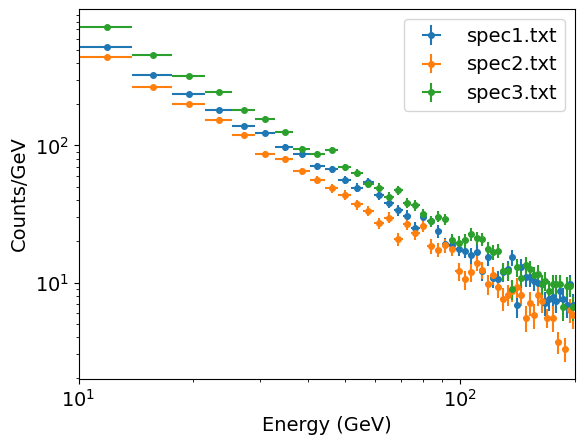 spec1.txt
spec2.txt
spec3.txt
Counts/GeV
10²
10¹
10¹
10²
Energy (GeV)